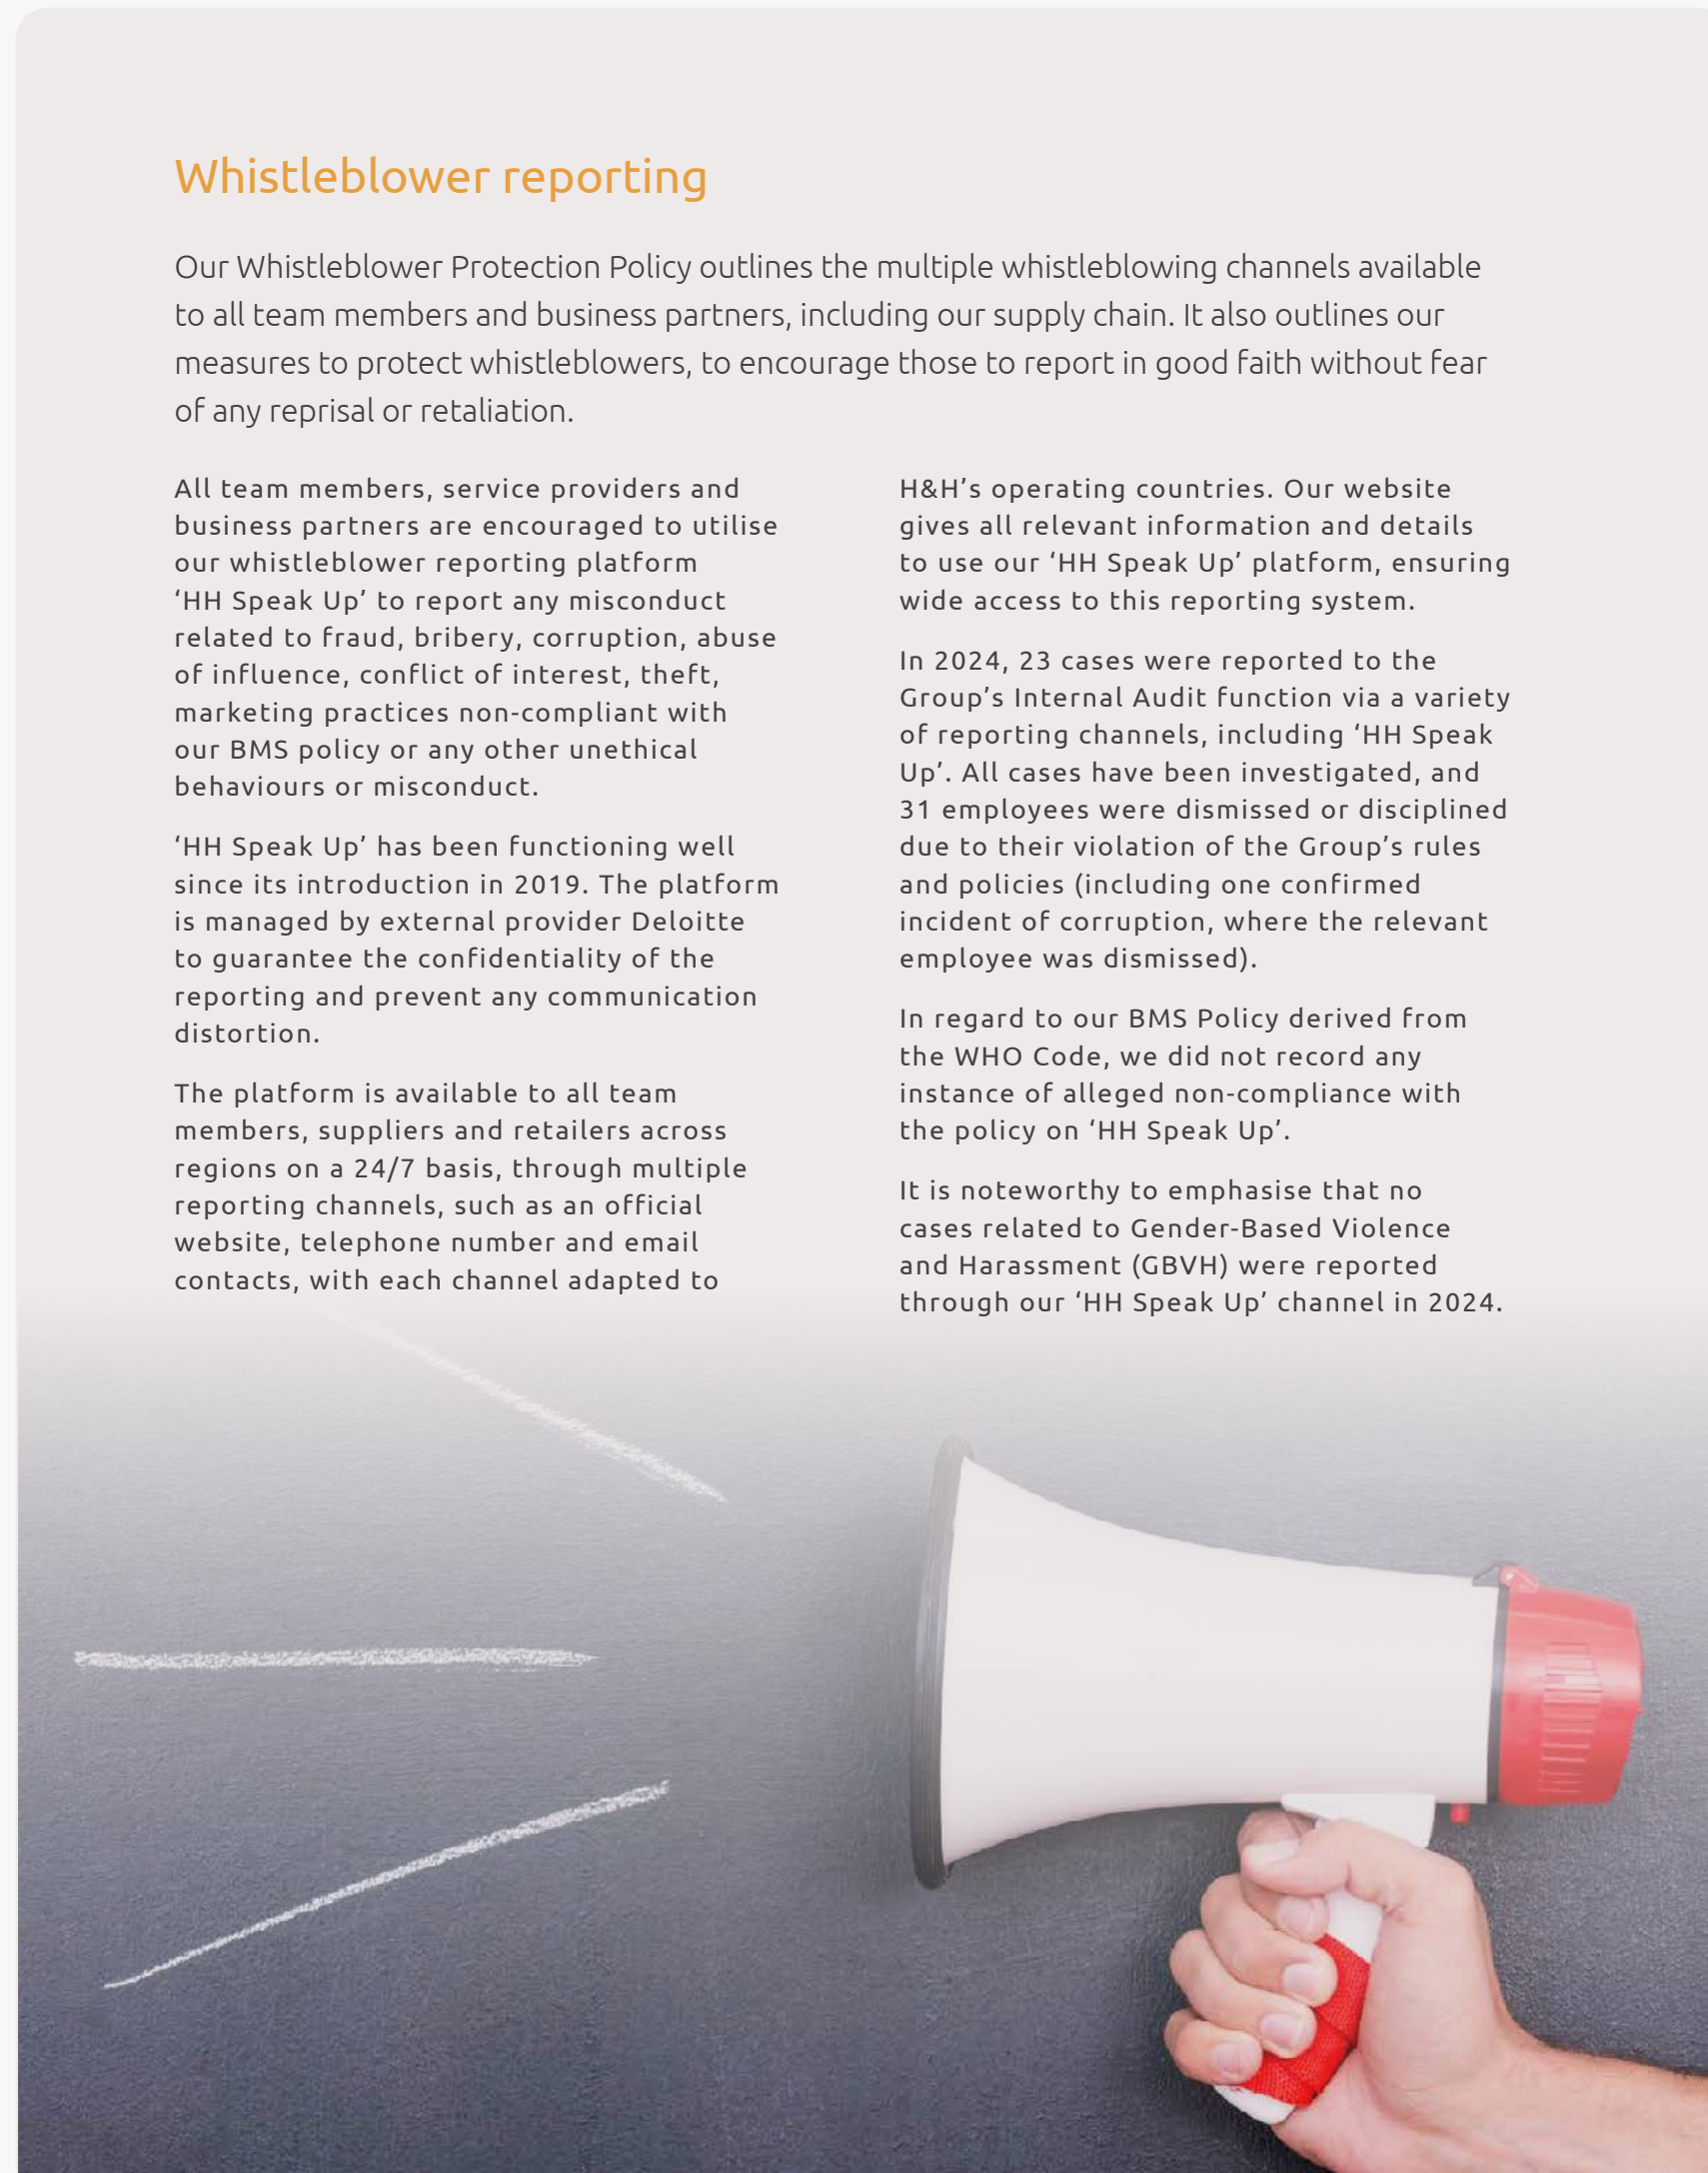 Whistleblower reporting
Our Whistleblower Protection Policy outlines the multiple whistleblowing channels available
to all team members and business partners, including our supply chain. It also outlines our
measures to protect whistleblowers, to encourage those to report in good faith without fear
of any reprisal or retaliation.
All team members, service providers and
business partners are encouraged to utilise
our whistleblower reporting platform
‘HH Speak Up’ to report any misconduct
related to fraud, bribery, corruption, abuse
of influence, conflict of interest, theft,
marketing practices non-compliant with
our BMS policy or any other unethical
behaviours or misconduct.
‘HH Speak Up’ has been functioning well
since its introduction in 2019. The platform
is managed by external provider Deloitte
to guarantee the confidentiality of the
reporting and prevent any communication
distortion.
The platform is available to all team
members, suppliers and retailers across
regions on a 24/7 basis, through multiple
reporting channels, such as an official
website, telephone number and email
contacts, with each channel adapted to
H&H’s operating countries. Our website
gives all relevant information and details
to use our ‘HH Speak Up’ platform, ensuring
wide access to this reporting system.
In 2024, 23 cases were reported to the
Group’s Internal Audit function via a variety
of reporting channels, including ‘HH Speak
Up’. All cases have been investigated, and
31 employees were dismissed or disciplined
due to their violation of the Group’s rules
and policies (including one confirmed
incident of corruption, where the relevant
employee was dismissed).
In regard to our BMS Policy derived from
the WHO Code, we did not record any
instance of alleged non-compliance with
the policy on ‘HH Speak Up’.
It is noteworthy to emphasise that no
cases related to Gender-Based Violence
and Harassment (GBVH) were reported
through our ‘HH Speak Up’ channel in 2024.